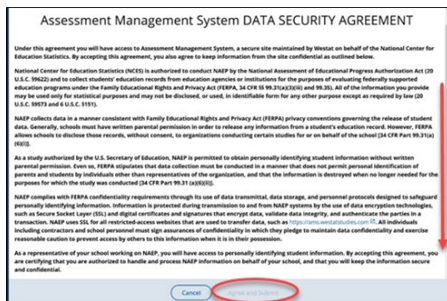 Assessment Management System DATA SECURITY AGREEMENT
Under this agreement you will have access to Assessment Management System, a secure site maintained by Westat on behalf of the National Center for
Education Statistics. By accepting this agreement, you also agree to keep information from the site confidential as outlined below.
National Center for Education Statistics (NCES) is authorized to conduct NAEP by the National Assessment of Educational Progress Authorization Act (20
U.S.C. §9622) and to collect students' education records from education agencies or institutions for the purposes of evaluating federally supported
education programs under the Family Educational Rights and Privacy Act (FERPA, 34 CFR §§ 99.31(a)(3)(iii) and 99.35). All of the information you provide
may be used only for statistical purposes and may not be disclosed, or used, in identifiable form for any other purpose except as required by law (20
U.S.C. §9573 and 6 U.S.C. §151).
NAEP collects data in a manner consistent with Family Educational Rights and Privacy Act (FERPA) privacy conventions governing the release of student
data. Generally, schools must have written parental permission in order to release any information from a student's education record. However, FERPA
allows schools to disclose those records, without consent, to organizations conducting certain studies for or on behalf of the school [34 CFR Part 99.31(a)
(6)(i)].
As a study authorized by the U.S. Secretary of Education, NAEP is permitted to obtain personally identifying student information without written
parental permission. Even so, FERPA stipulates that data collection must be conducted in a manner that does not permit personal identification of
parents and students by individuals other than representatives of the organization, and that the information is destroyed when no longer needed for the
purposes for which the study was conducted [34 CFR Part 99.31 (a)(6)(ii)].
NAEP complies with FERPA confidentiality requirements through its use of data transmittal, data storage, and personnel protocols designed to safeguard
personally identifying information. Information is protected during transmission to and from NAEP systems by the use of data encryption technologies,
such as Secure Socket Layer (SSL) and digital certificates and signatures that encrypt data, validate data integrity, and authenticate the parties in a
transaction. NAEP uses SSL for all restricted-access websites that are used to transfer data, such as https://ams.westatstudies.com. All individuals
including contractors and school personnel must sign assurances of confidentiality in which they pledge to maintain data confidentiality and exercise
reasonable caution to prevent access by others to this information when it is in their possession.
As a representative of your school working on NAEP, you will have access to personally identifying student information. By accepting this agreement, you
are certifying that you are authorized to handle and process NAEP information on behalf of your school, and that you will keep the information secure
and confidential.
Cancel
Agree and Submit